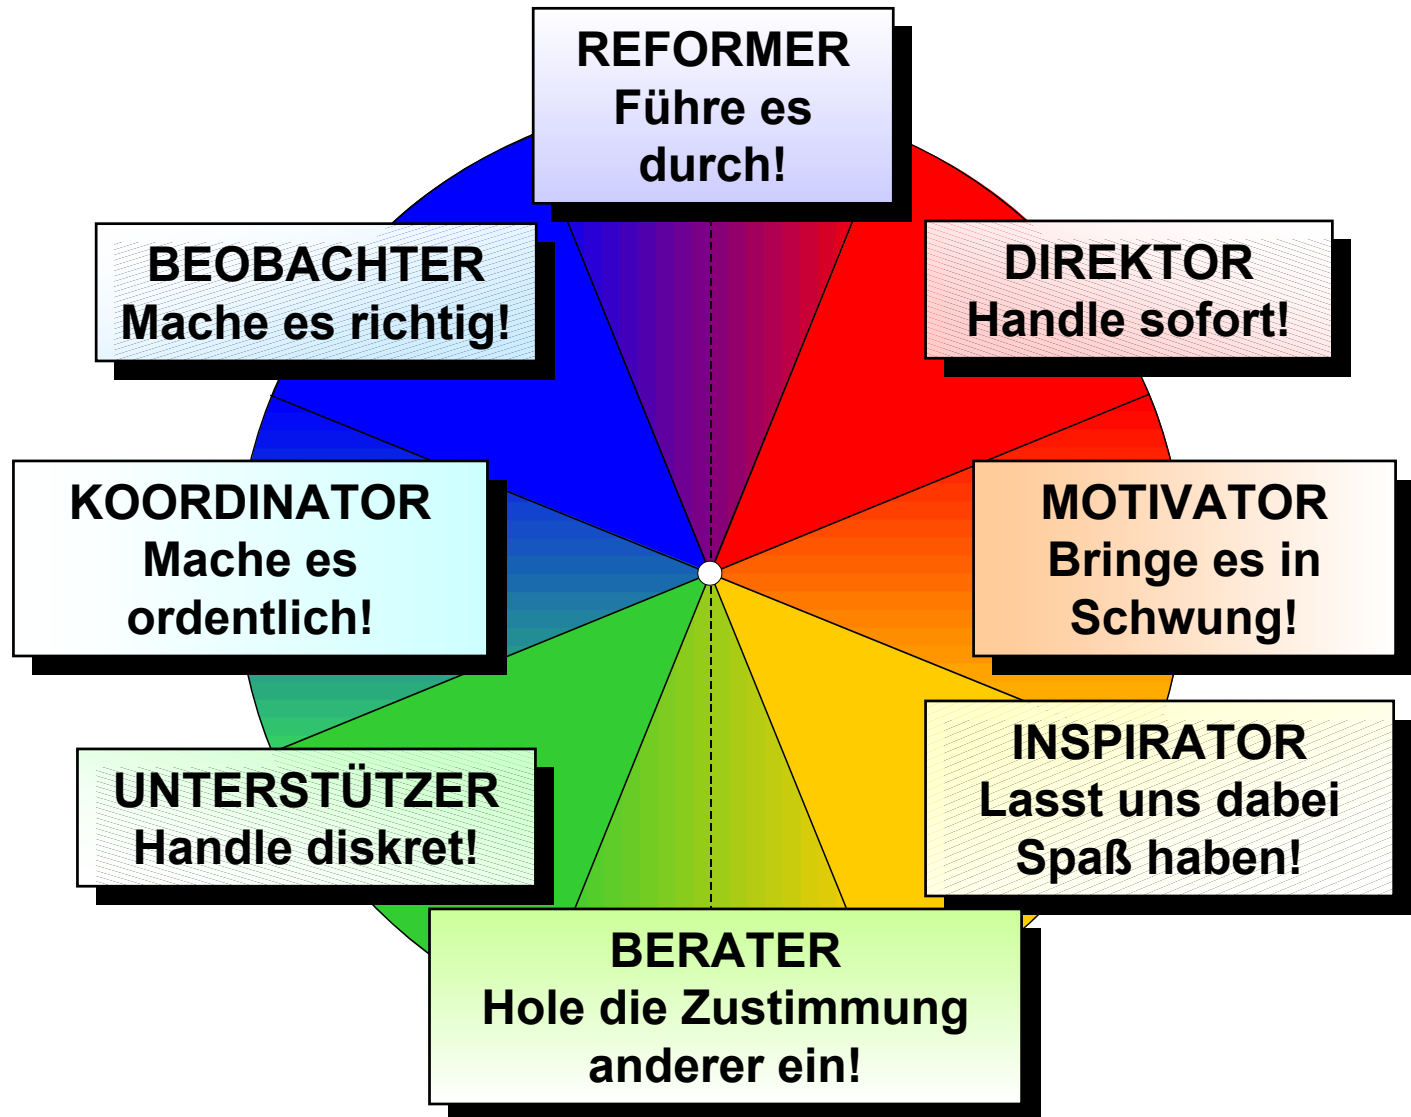 REFORMER
Führe es
durch!
BEOBACHTER
Mache es richtig!
DIREKTOR
Handle sofort!
KOORDINATOR
Mache es
ordentlich!
MOTIVATOR
Bringe es in
Schwung!
UNTERSTÜTZER
Handle diskret!
INSPIRATOR
Lasst uns dabei
Spaß haben!
BERATER
Hole die Zustimmung
anderer ein!